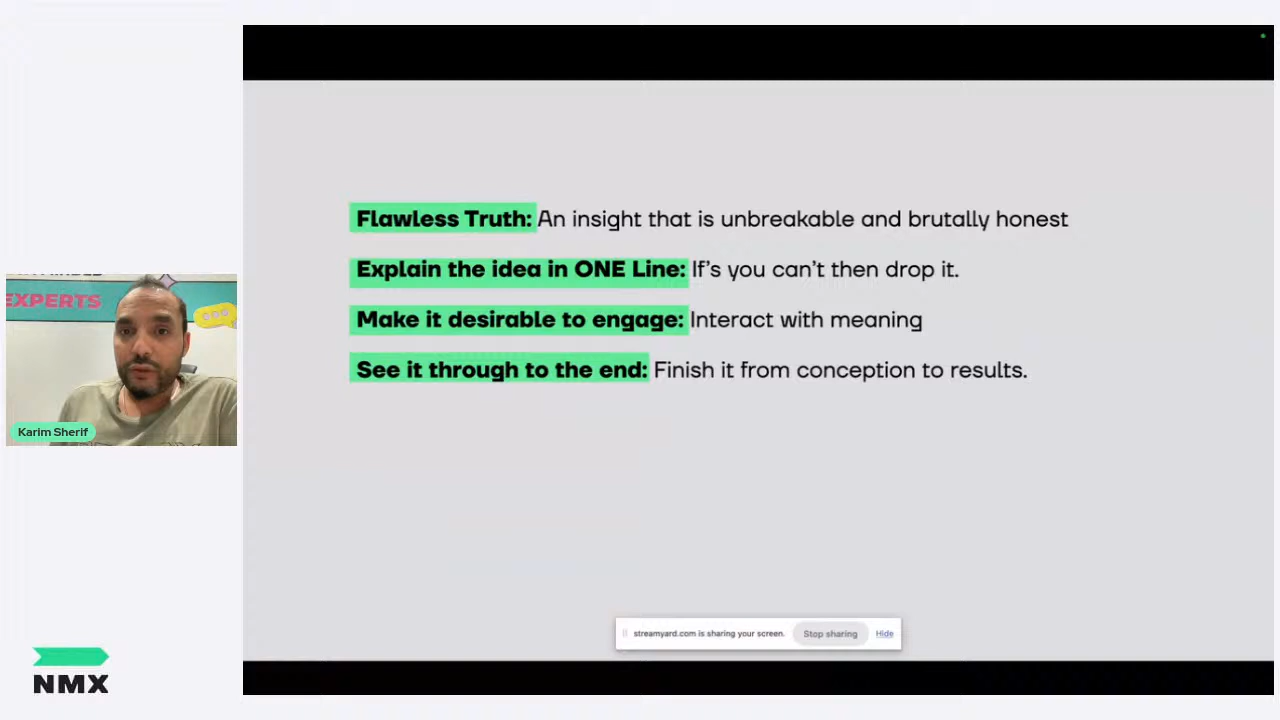 Flawless Truth: An insight that is unbreakable and brutally honest
Explain the idea in ONE Line: If's you can't then drop it.
Make it desirable to engage: Interact with meaning
See it through to the end: Finish it from conception to results.
EXPERTS
Karim Sherif
streamyard.com is sharing your screen. Stop sharing Hide
NMX